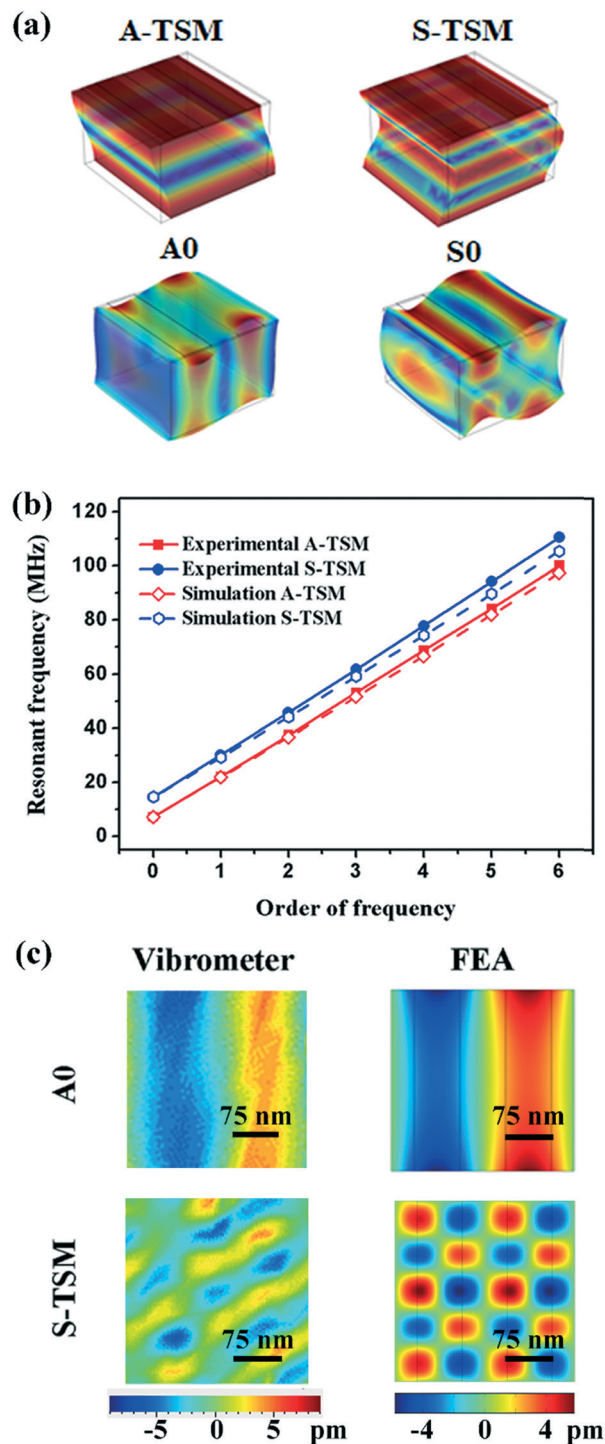 (a)
A-TSM S-TSM
A0 S0
(b)
120
100
80
60
40
20
0
Resonant frequency (MHz)
Experimental A-TSM
Experimental S-TSM
Simulation A-TSM
Simulation S-TSM
0 1 2 3 4 5 6
Order of frequency
(c)
Vibrometer FEA
A0
75 nm 75 nm
S-TSM
75 nm 75 nm
-5 0 5 pm
-4 0 4 pm